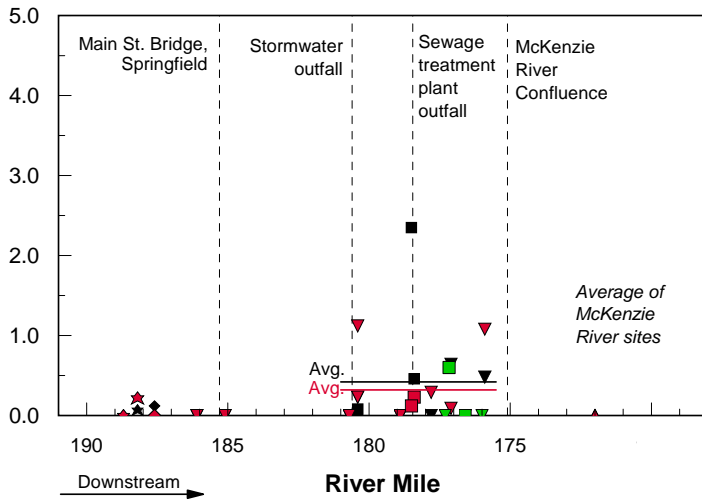 5.0
4.0
3.0
2.0
1.0
0.0
Main St. Bridge,
Springfield
Stormwater
outfall
Sewage
treatment
plant
outfall
McKenzie
River
Confluence
Average of
McKenzie
River sites
Avg.
Avg.
190
185
180
175
Downstream
River Mile